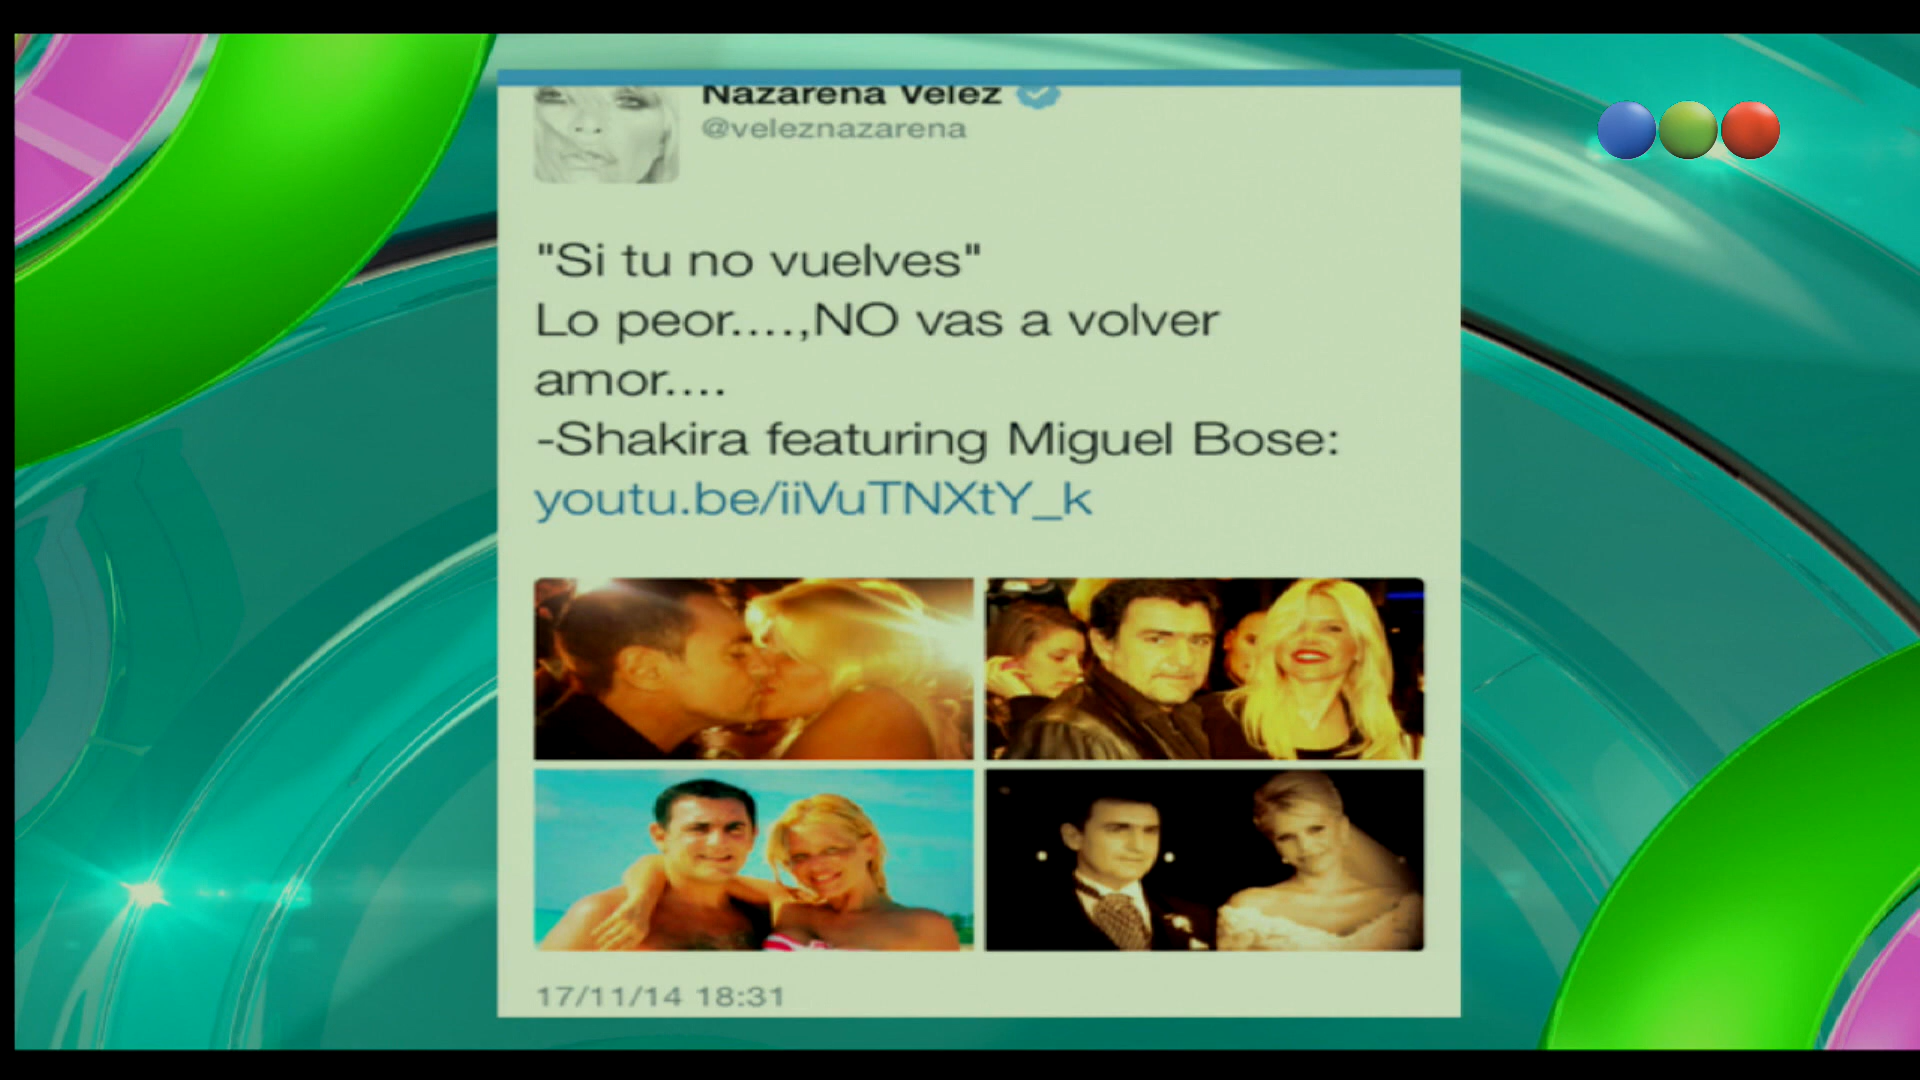 Nazarena Velez
@veleznazarena
"Si tu no vuelves"
Lo peor....,NO vas a volver
amor....
-Shakira featuring Miguel Bose:
youtu.be/iiVuTNXtY_k
17/11/14 18:31